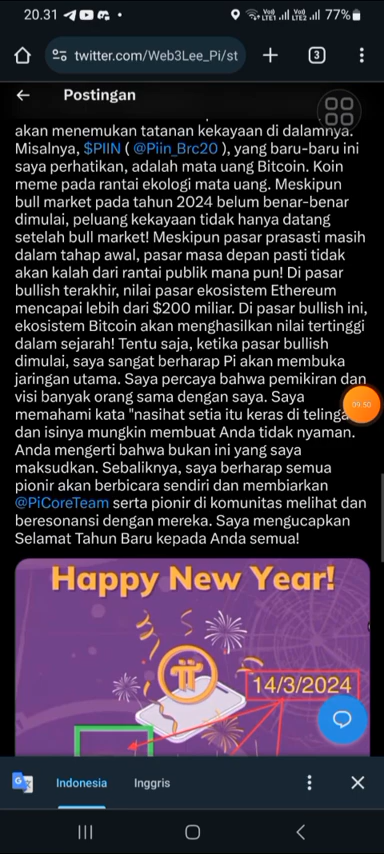 20.31
77%
twitter.com/Web3Lee_Pi/st
3
Postingan
akan menemukan tatanan kekayaan di dalamnya.
Misalnya, $PIIN ( @Piin_Brc20 ), yang baru-baru ini
saya perhatikan, adalah mata uang Bitcoin. Koin
meme pada rantai ekologi mata uang. Meskipun
bull market pada tahun 2024 belum benar-benar
dimulai, peluang kekayaan tidak hanya datang
setelah bull market! Meskipun pasar prasasti masih
dalam tahap awal, pasar masa depan pasti tidak
akan kalah dari rantai publik mana pun! Di pasar
bullish terakhir, nilai pasar ekosistem Ethereum
mencapai lebih dari $200 miliar. Di pasar bullish ini,
ekosistem Bitcoin akan menghasilkan nilai tertinggi
dalam sejarah! Tentu saja, ketika pasar bullish
dimulai, saya sangat berharap Pi akan membuka
jaringan utama. Saya percaya bahwa pemikiran dan
visi banyak orang sama dengan saya. Saya
memahami kata "nasihat setia itu keras di telinga
09:50
dan isinya mungkin membuat Anda tidak nyaman.
Anda mengerti bahwa bukan ini yang saya
maksudkan. Sebaliknya, saya berharap semua
pionir akan berbicara sendiri dan membiarkan
@PiCoreTeam serta pionir di komunitas melihat dan
beresonansi dengan mereka. Saya mengucapkan
Selamat Tahun Baru kepada Anda semua!
Happy New Year!
14/3/2024
Indonesia Inggris